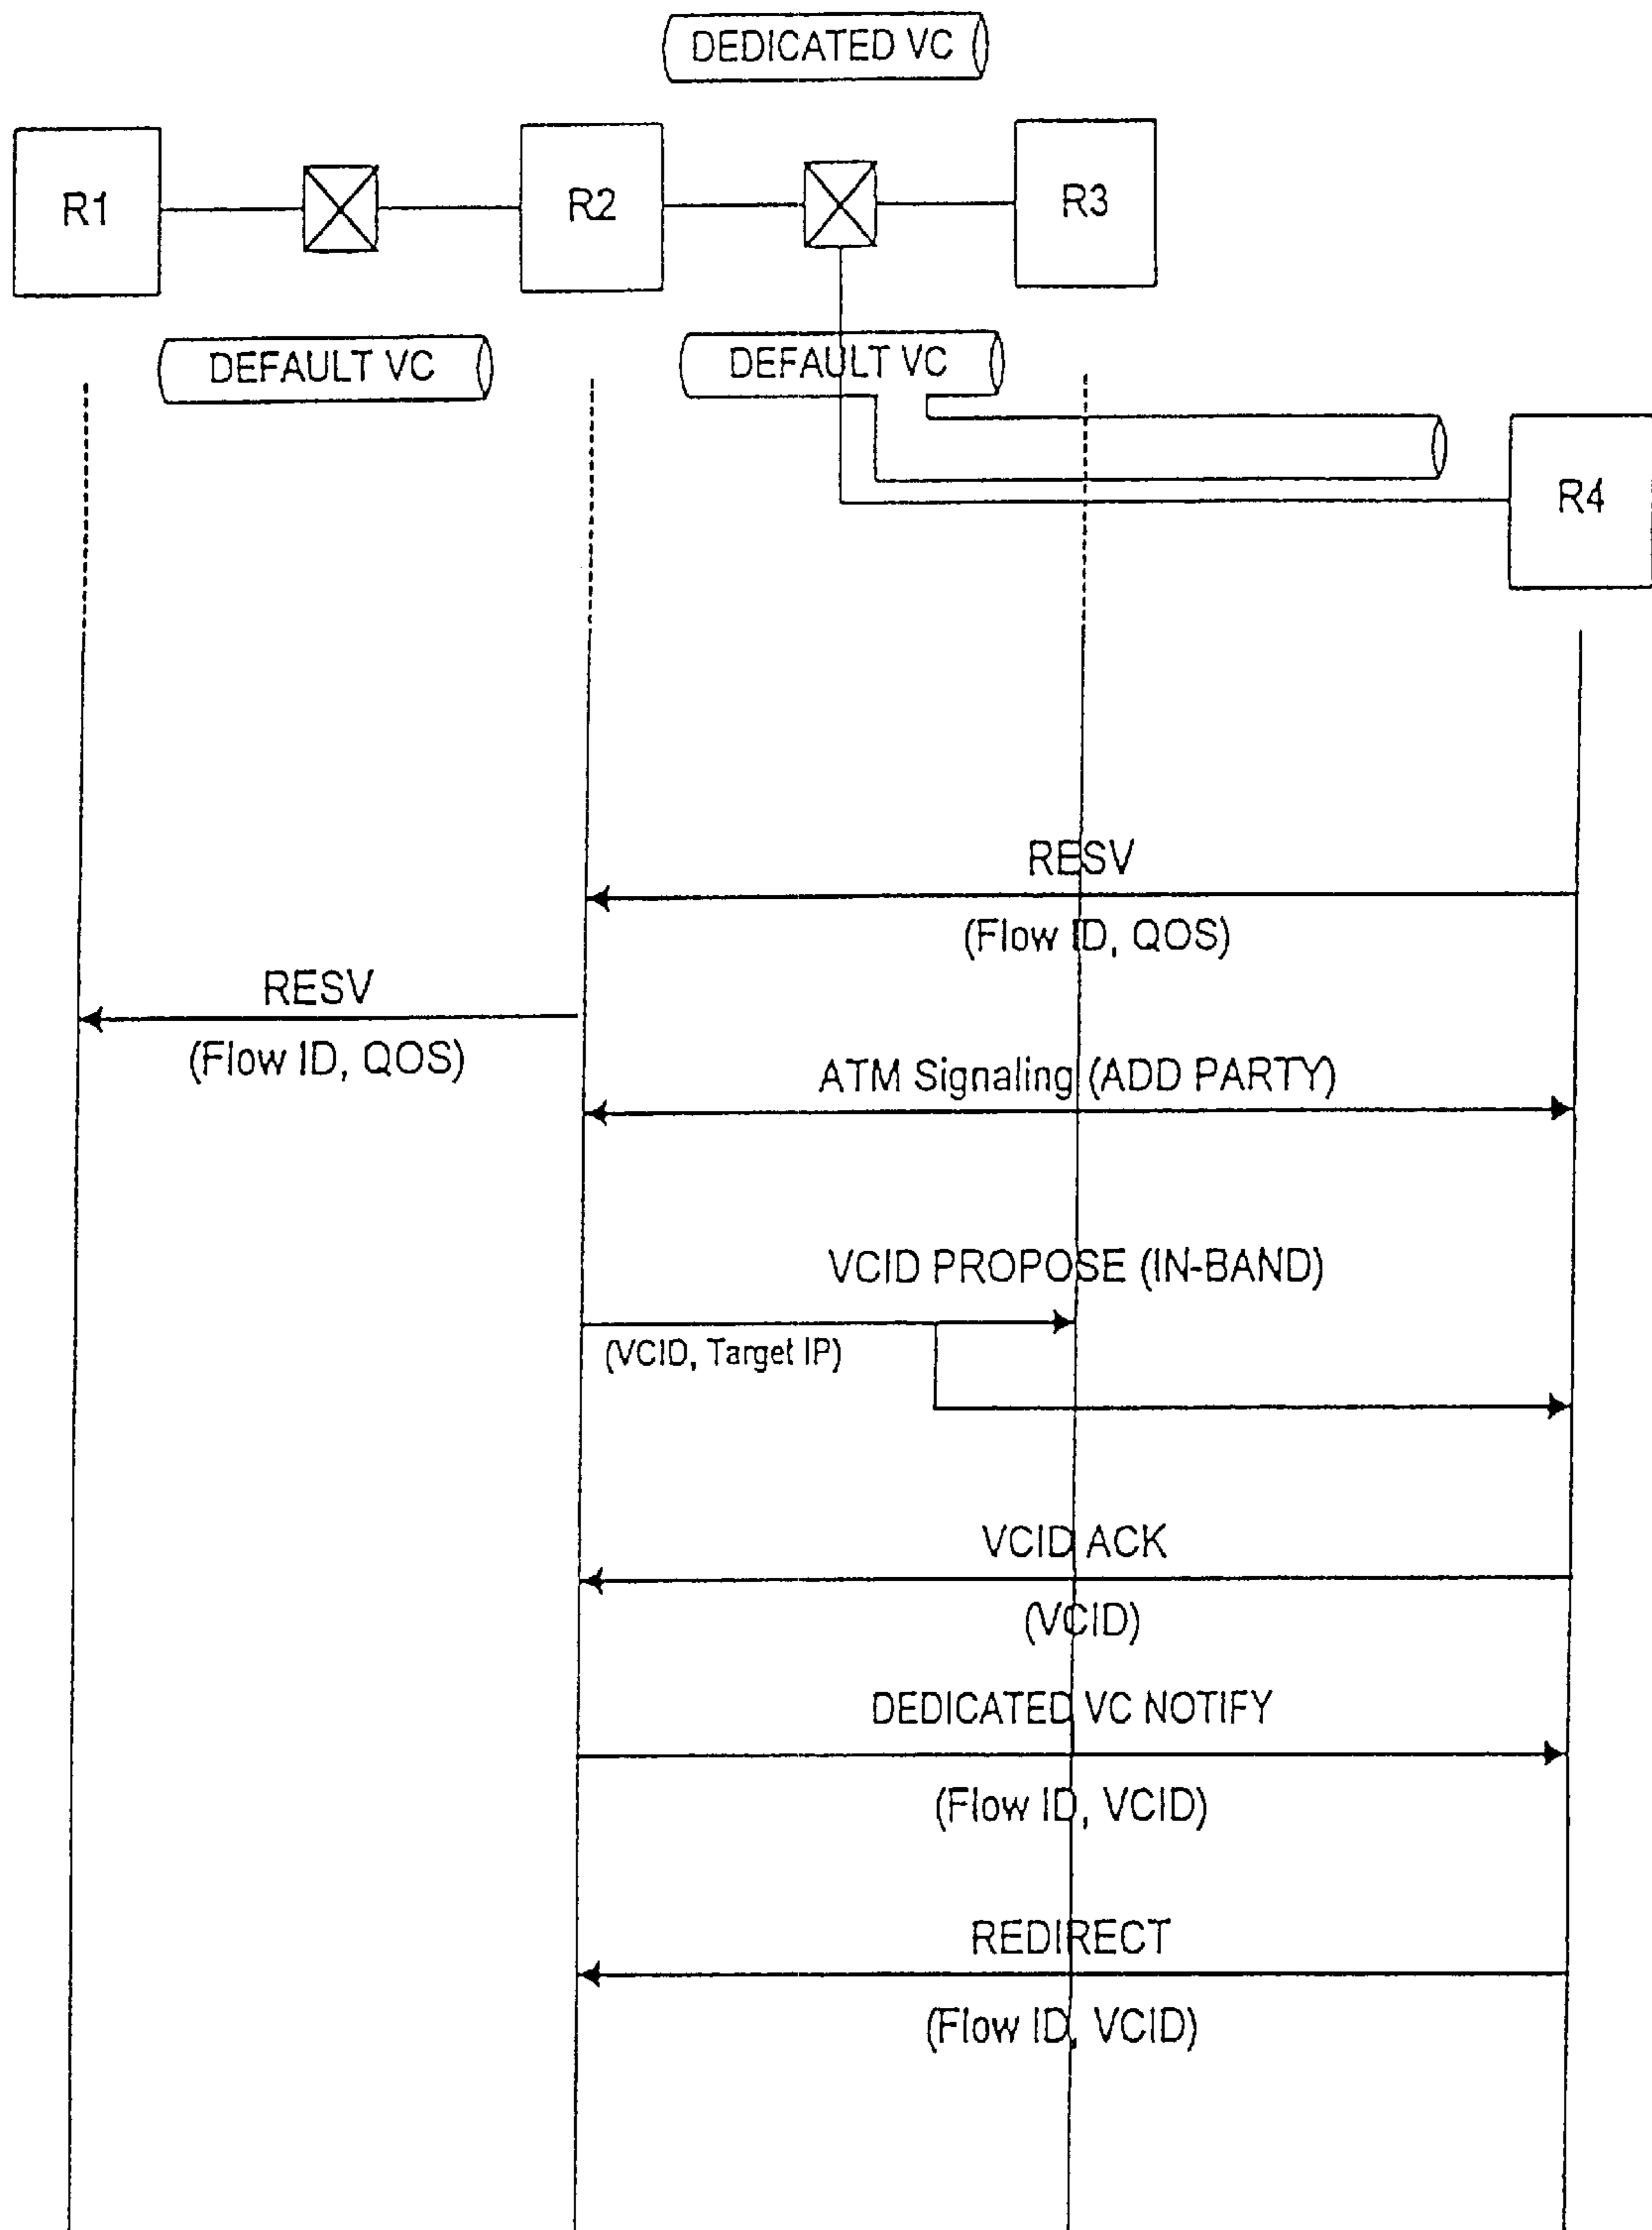 DEDICATED VC
R1
R2
R3
DEFAULT VC
DEFAULT VC
R4
RESV
(Flow ID, QOS)
RESV
(Flow ID, QOS)
ATM Signaling (ADD PARTY)
VCID PROPOSE (IN-BAND)
(VCID, Target IP)
VCID ACK
(VCID)
DEDICATED VC NOTIFY
(Flow ID, VCID)
REDIRECT
(Flow ID, VCID)